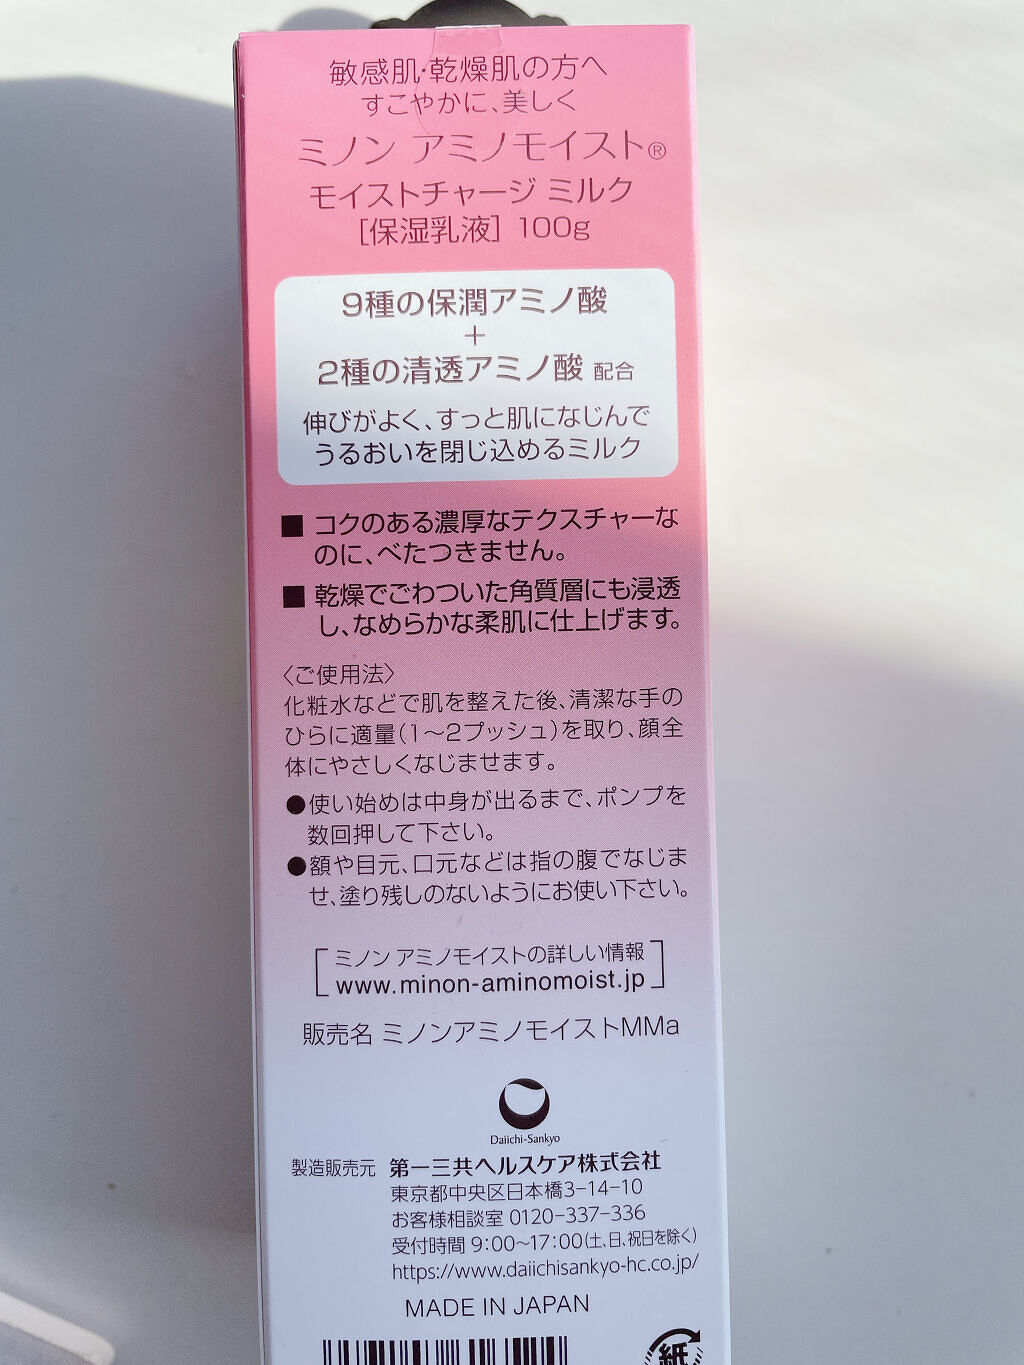 敏感肌・乾燥肌の方へ
すこやかに、美しく
ミノン アミノモイスト®
モイストチャージ ミルク
[保湿乳液] 100g
9種の保潤アミノ酸
+
2種の清透アミノ酸 配合
伸びがよく、すっと肌になじんで
うるおいを閉じ込めるミルク
■ コクのある濃厚なテクスチャーな
のに、べたつきません。
■ 乾燥でごわついた角質層にも浸透
し、なめらかな柔肌に仕上げます。
〈ご使用法〉
化粧水などで肌を整えた後、清潔な手の
ひらに適量(1〜2プッシュ)を取り、顔全
体にやさしくなじませます。
●使い始めは中身が出るまで、ポンプを
数回押して下さい。
●額や目元、口元などは指の腹でなじま
せ、塗り残しのないようにお使い下さい。
ミノン アミノモイストの詳しい情報
www.minon-aminomoist.jp
販売名 ミノンアミノモイストMMa
Daiichi-Sankyo
製造販売元 第一三共ヘルスケア株式会社
東京都中央区日本橋3-14-10
お客様相談室 0120-337-336
受付時間 9:00〜17:00(土、日、祝日を除く)
https://www.daiichisankyo-hc.co.jp/
MADE IN JAPAN
紙